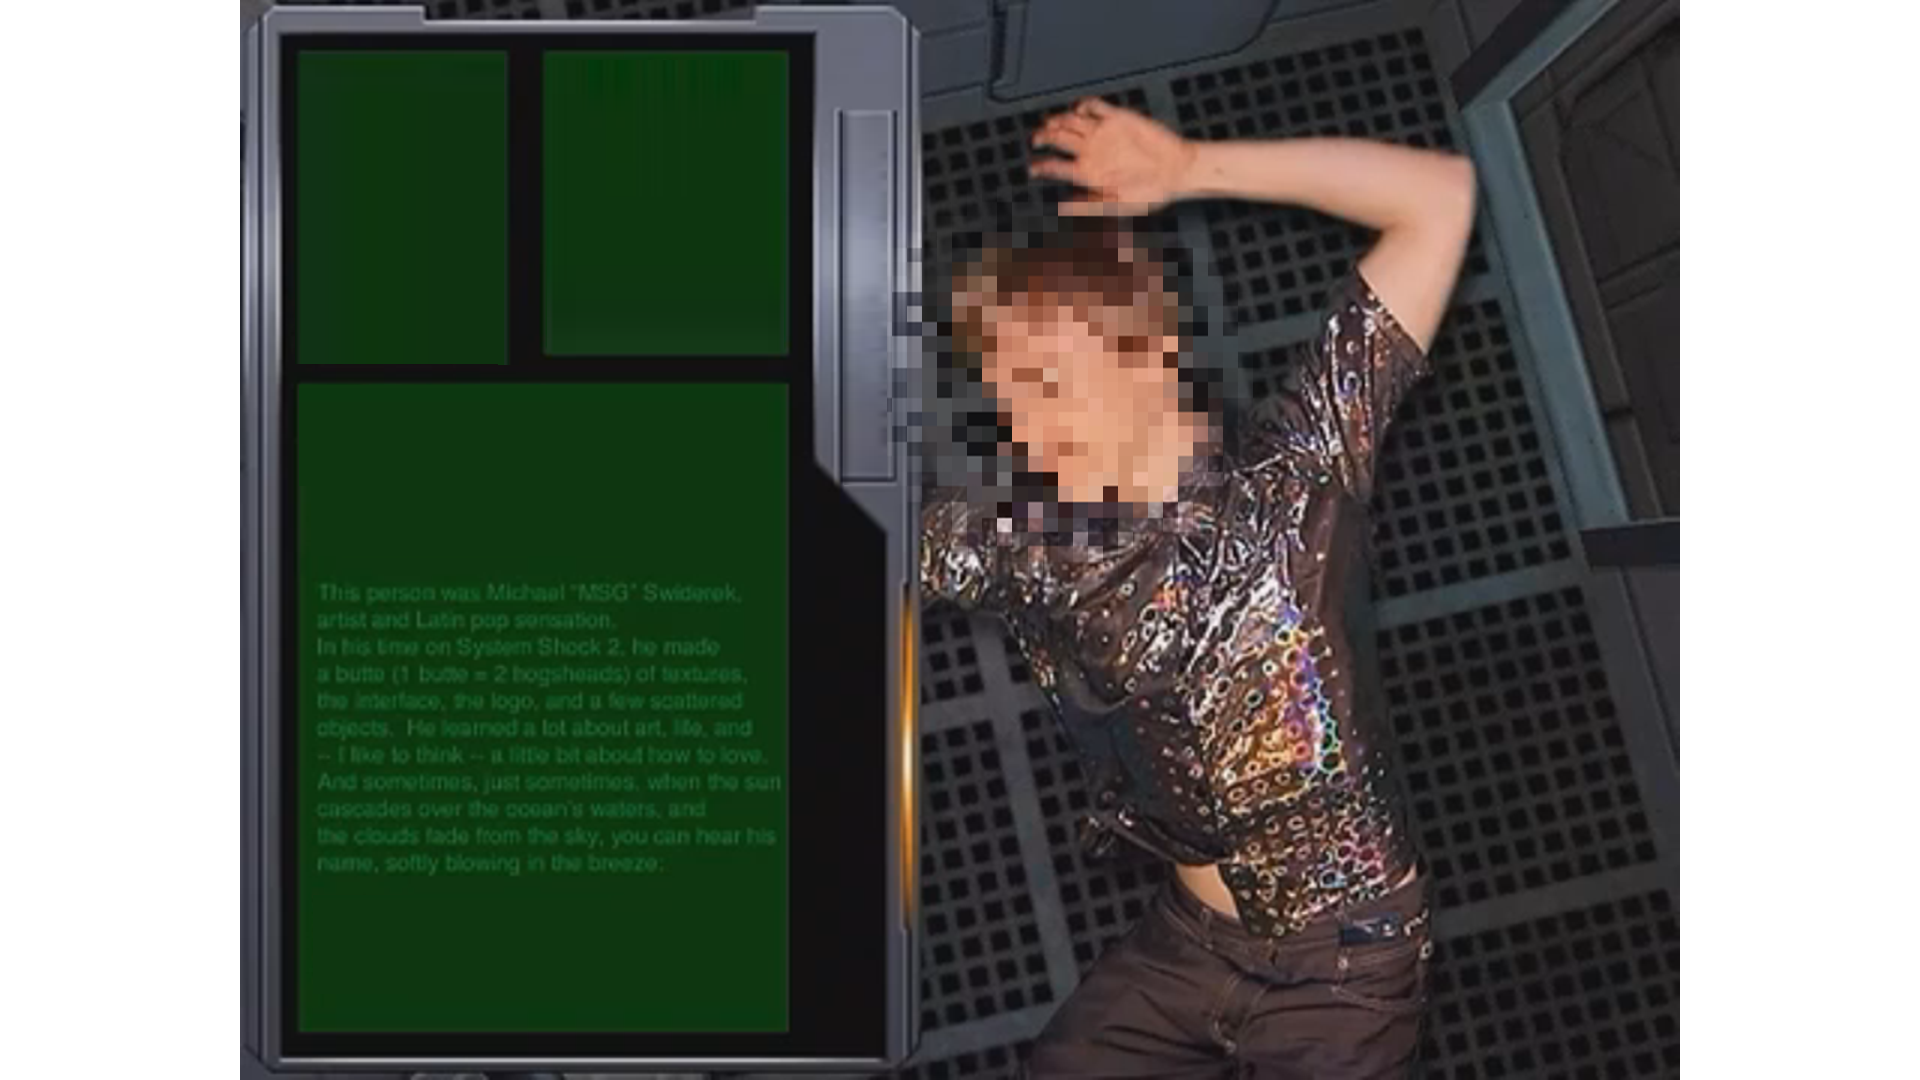 This person was Michael "MSG" Swiderek,
artist and Latin pop sensation.
In his time on System Shock 2, he made
a butte (1 butte = 2 hogsheads) of textures,
the interface, the logo, and a few scattered
objects.  He learned a lot about art, life, and
-- I like to think -- a little bit about how to love.
And sometimes, just sometimes, when the sun
cascades over the ocean's waters, and
the clouds fade from the sky, you can hear his
name, softly blowing in the breeze: